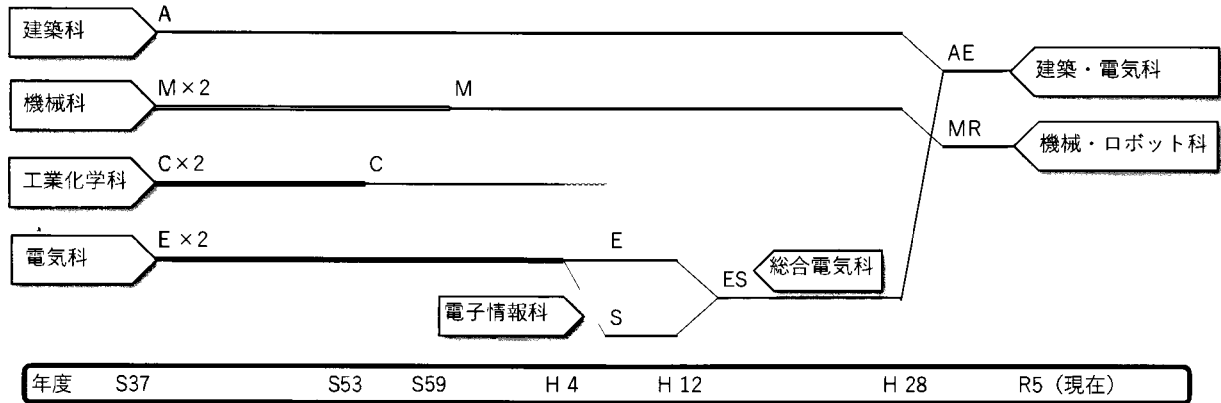 建築科
A
AE
建築・電気科
機械科
M×2
M
MR
機械・ロボット科
工業化学科
C×2
C
電気科
E×2
E
ES
総合電気科
電子情報科
S
年度 S37 S53 S59 H4 H12 H28 R5（現在）